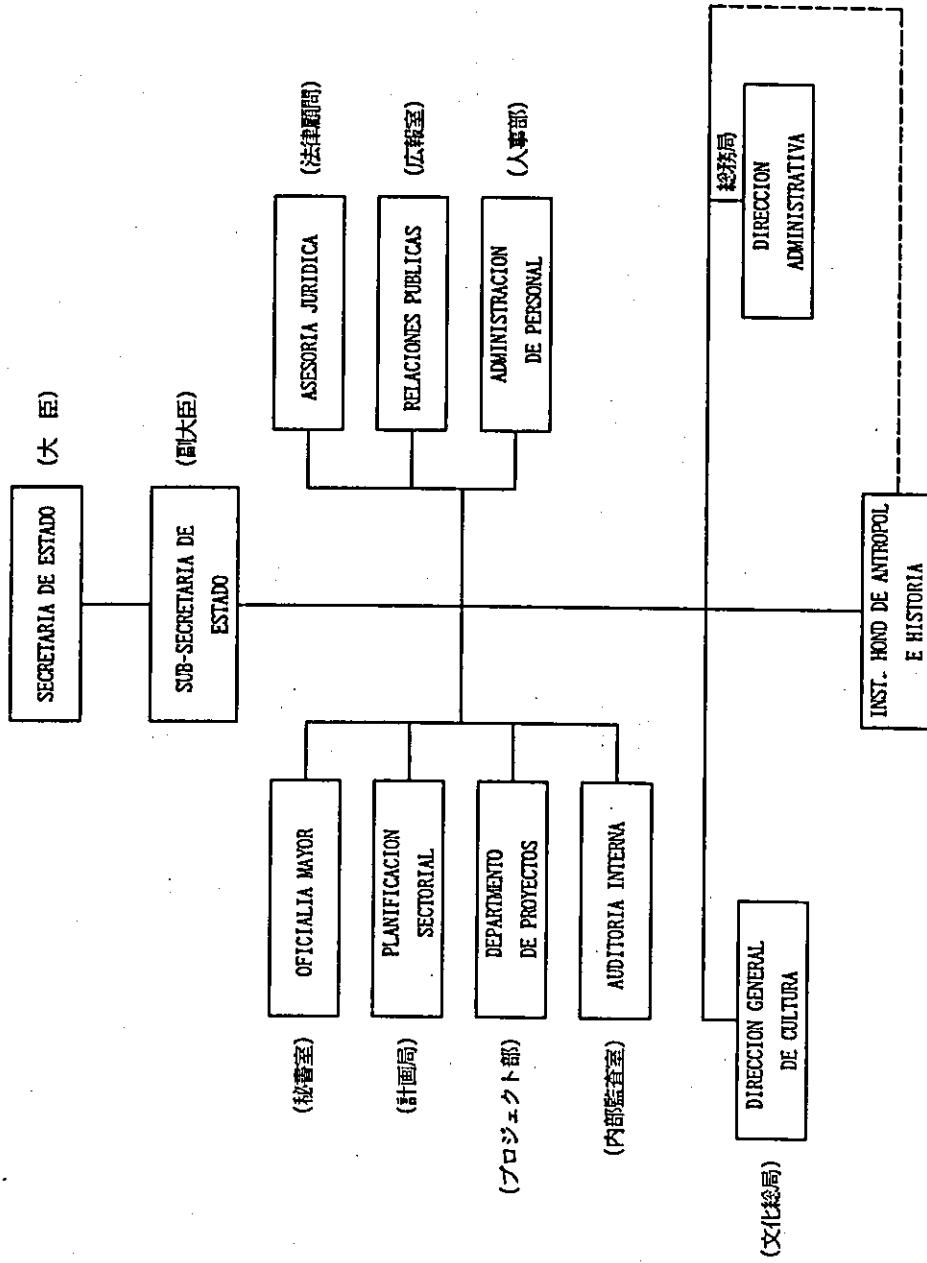 SECRETARIA DE ESTADO
(大 臣)
SUB-SECRETARIA DE
ESTADO
(副大臣)
(秘書室)
OFICIALIA MAYOR
ASESORIA JURIDICA
(法律顧問)
(計画局)
PLANIFICACION
SECTORIAL
RELACIONES PUBLICAS
(広報室)
(プロジェクト部)
DEPARTMENTO
DE PROYECTOS
ADMINISTRACION
DE PERSONAL
(人事部)
(内部監査室)
AUDITORIA INTERNA
(文化総局)
DIRECCION GENERAL
DE CULTURA
総務局
DIRECCION
ADMINISTRATIVA
INST. HOND DE ANTROPOL
E HISTORIA